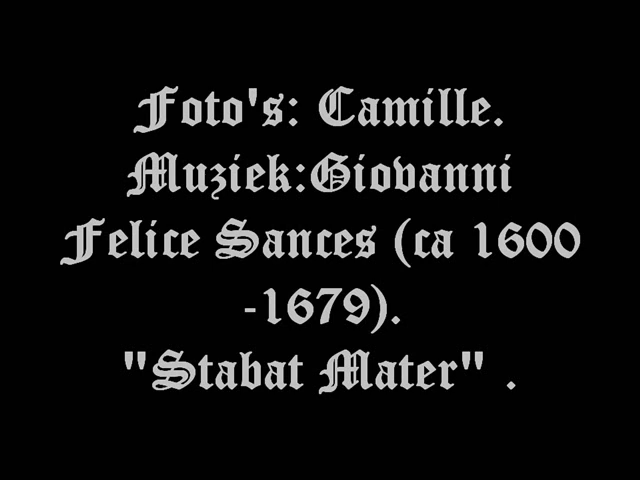 Foto's: Camille.
Muziek:Giovanni
Felice Sances (ca 1600
-1679).
"Stabat Mater" .